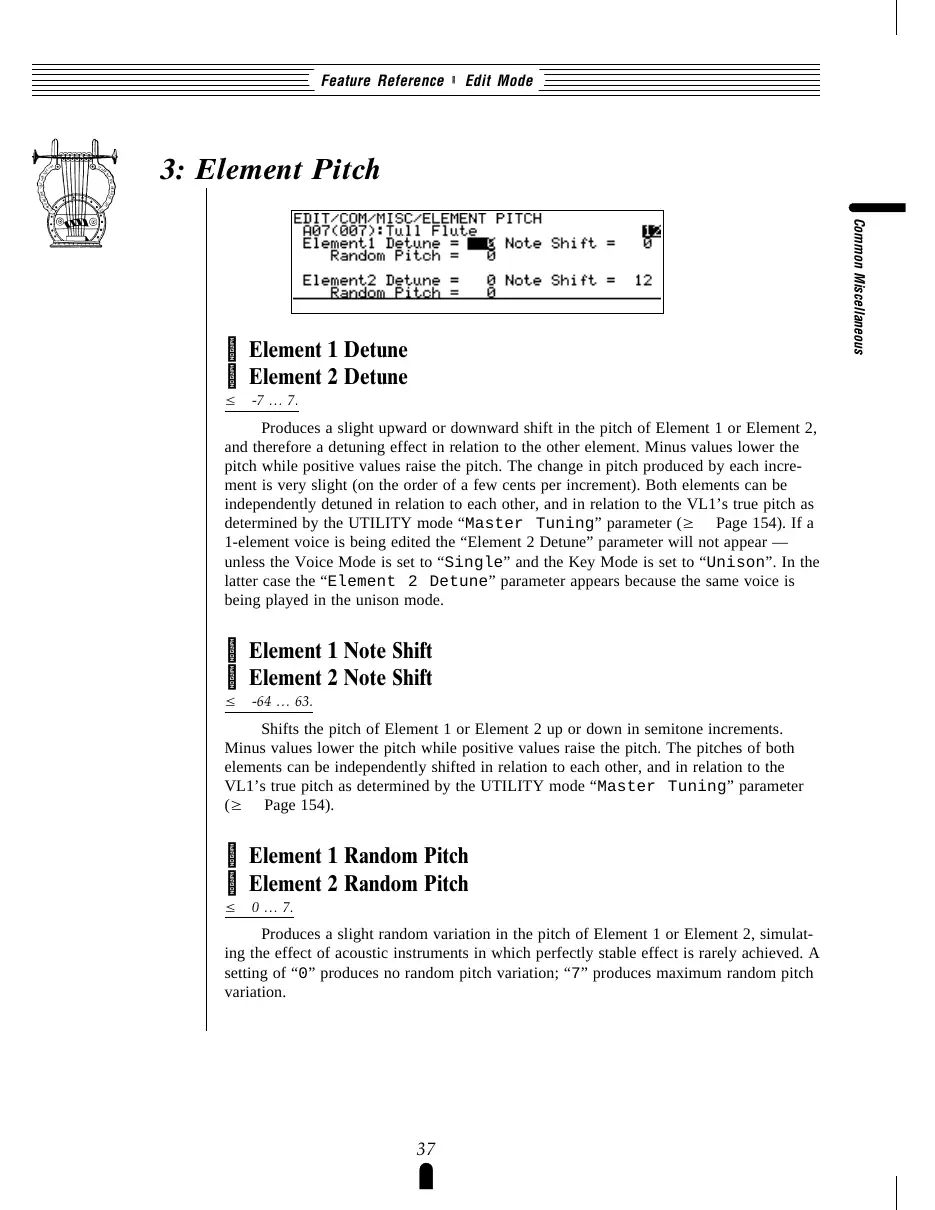 Feature Reference Edit Mode
3: Element Pitch
EDIT/COM/MISC/ELEMENT PITCH
A07(007):Tull Flute 12
Element1 Detune = 0 Note Shift = 0
Random Pitch = 0
Element2 Detune = 0 Note Shift = 12
Random Pitch = 0
Common Miscellaneous
Element 1 Detune
Element 2 Detune
≤ -7 … 7.
Produces a slight upward or downward shift in the pitch of Element 1 or Element 2,
and therefore a detuning effect in relation to the other element. Minus values lower the
pitch while positive values raise the pitch. The change in pitch produced by each incre-
ment is very slight (on the order of a few cents per increment). Both elements can be
independently detuned in relation to each other, and in relation to the VL1’s true pitch as
determined by the UTILITY mode “Master Tuning” parameter (≥ Page 154). If a
1-element voice is being edited the “Element 2 Detune” parameter will not appear —
unless the Voice Mode is set to “Single” and the Key Mode is set to “Unison”. In the
latter case the “Element 2 Detune” parameter appears because the same voice is
being played in the unison mode.
Element 1 Note Shift
Element 2 Note Shift
≤ -64 … 63.
Shifts the pitch of Element 1 or Element 2 up or down in semitone increments.
Minus values lower the pitch while positive values raise the pitch. The pitches of both
elements can be independently shifted in relation to each other, and in relation to the
VL1’s true pitch as determined by the UTILITY mode “Master Tuning” parameter
(≥ Page 154).
Element 1 Random Pitch
Element 2 Random Pitch
≤ 0 … 7.
Produces a slight random variation in the pitch of Element 1 or Element 2, simulat-
ing the effect of acoustic instruments in which perfectly stable effect is rarely achieved. A
setting of “0” produces no random pitch variation; “7” produces maximum random pitch
variation.
37